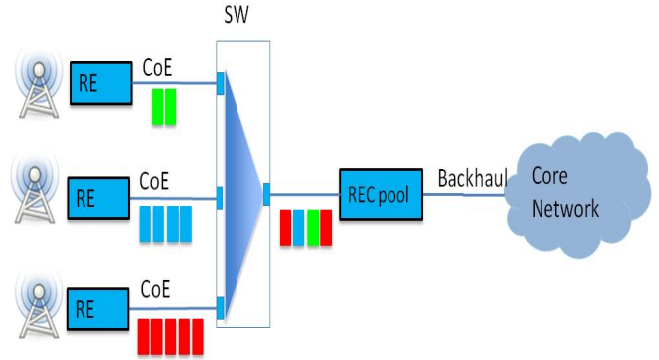 SW
RE
CoE
RE
CoE
RE
CoE
REC pool
Backhaul
Core
Network